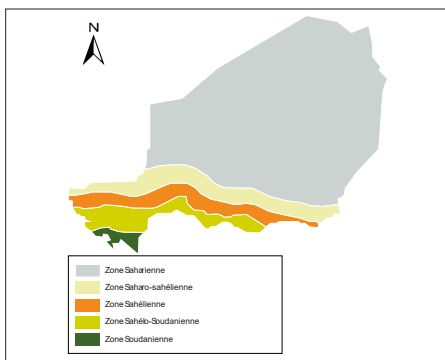 N
Zone Saharienne
Zone Saharo-sahélienne
Zone Sahélienne
Zone Sahélo-Soudanienne
Zone Soudanienne